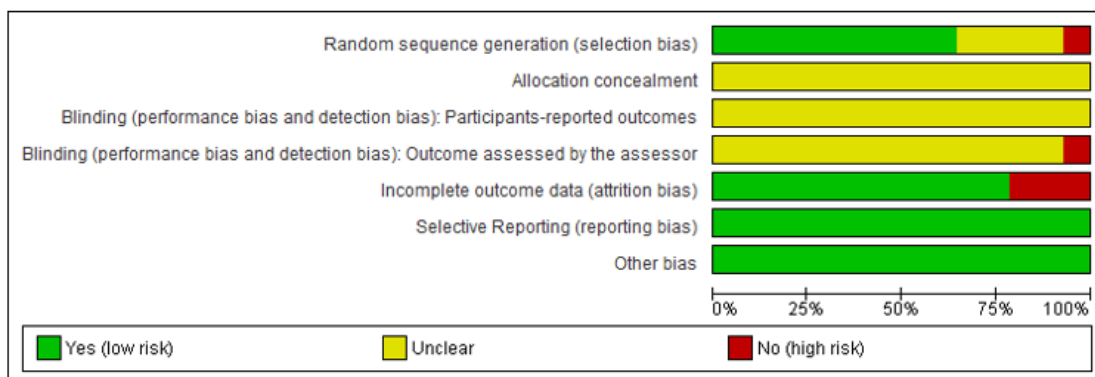 Random sequence generation (selection bias)
Allocation concealment
Blinding (performance bias and detection bias): Participants-reported outcomes
Blinding (performance bias and detection bias): Outcome assessed by the assessor
Incomplete outcome data (attrition bias)
Selective Reporting (reporting bias)
Other bias
0% 25% 50% 75% 100%
Yes (low risk) Unclear No (high risk)